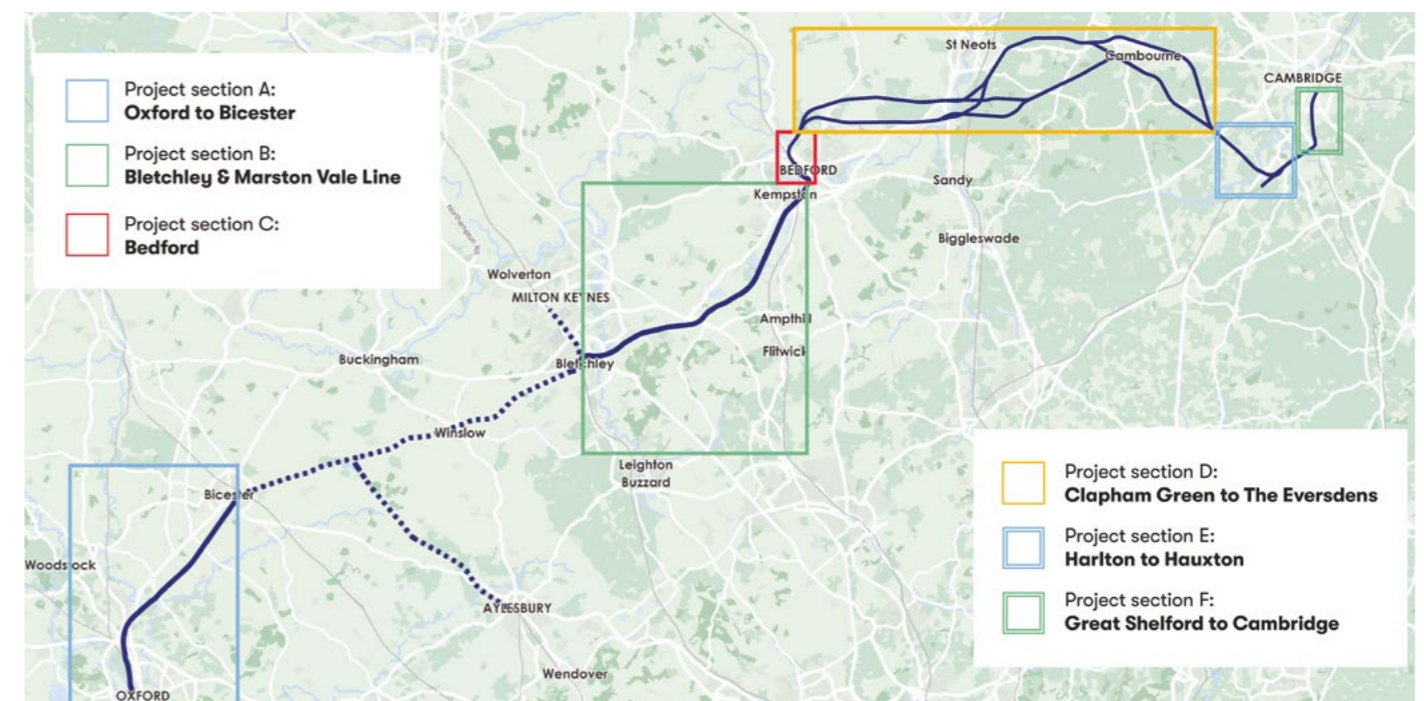 Project section A:
Oxford to Bicester
Project section B:
Bletchley & Marston Vale Line
Project section C:
Bedford
St Neots
Cambourne
CAMBRIDGE
BEDFORD
Kempston
Sandy
Biggleswade
Northampton Rd
Wolverton
MILTON KEYNES
Ampthill
Flitwick
Buckingham
Bletchley
Winslow
Leighton
Buzzard
Bicester
Woodstock
AYLESBURY
Wendover
OXFORD
Project section D:
Clapham Green to The Eversdens
Project section E:
Harlton to Hauxton
Project section F:
Great Shelford to Cambridge